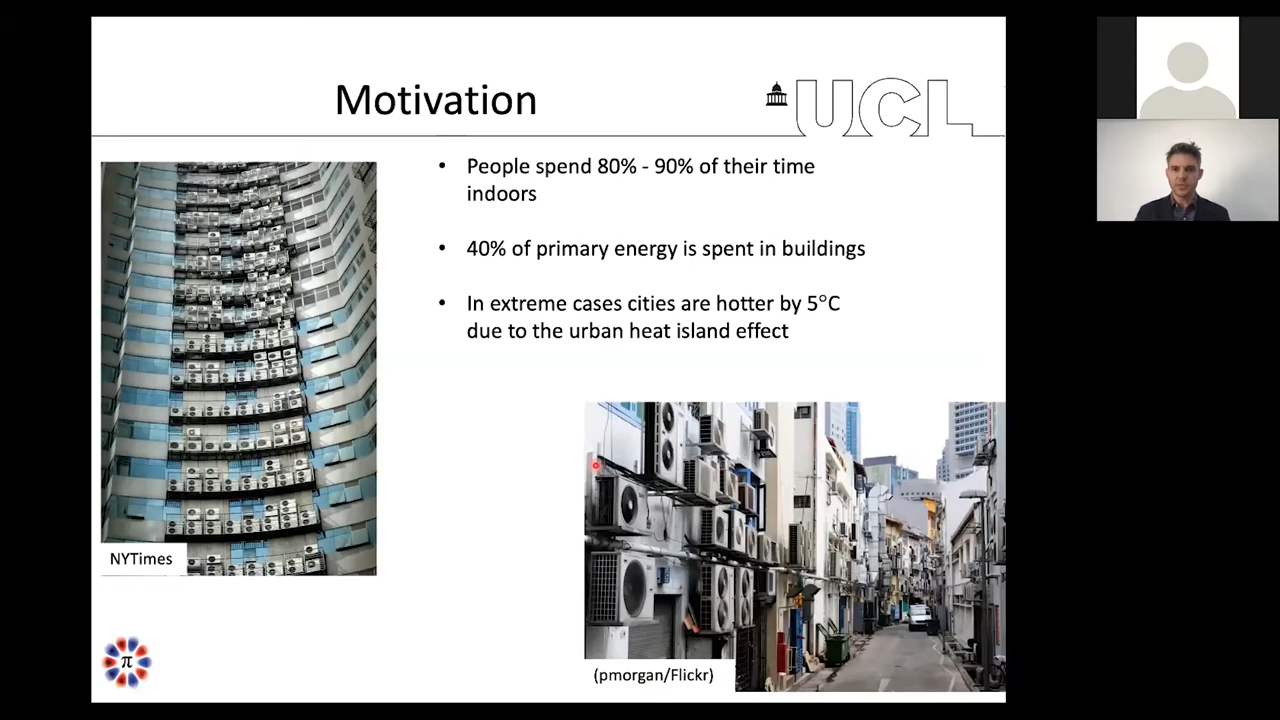 Motivation
UCL
• People spend 80% - 90% of their time
indoors
• 40% of primary energy is spent in buildings
• In extreme cases cities are hotter by 5°C
due to the urban heat island effect
NYTimes
π
(pmorgan/Flickr)